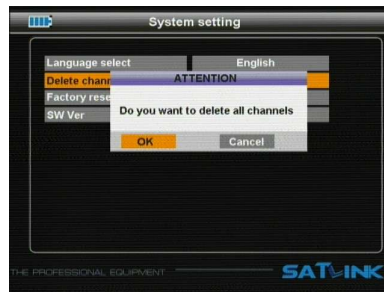 System setting
Language select English
Delete chann
ATTENTION
Factory rese
Do you want to delete all channels
SW Ver
OK Cancel
THE PROFESSIONAL EQUIPMENT
SATLINK